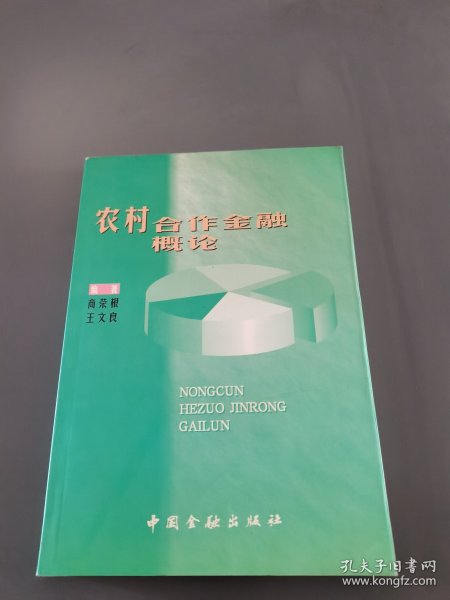 农村合作金融
概论
编著
商荣根
王文良
NONGCUN
HEZUO JINRONG
GAILUN
中国金融出版社
孔夫子旧书网
www.kongfz.com